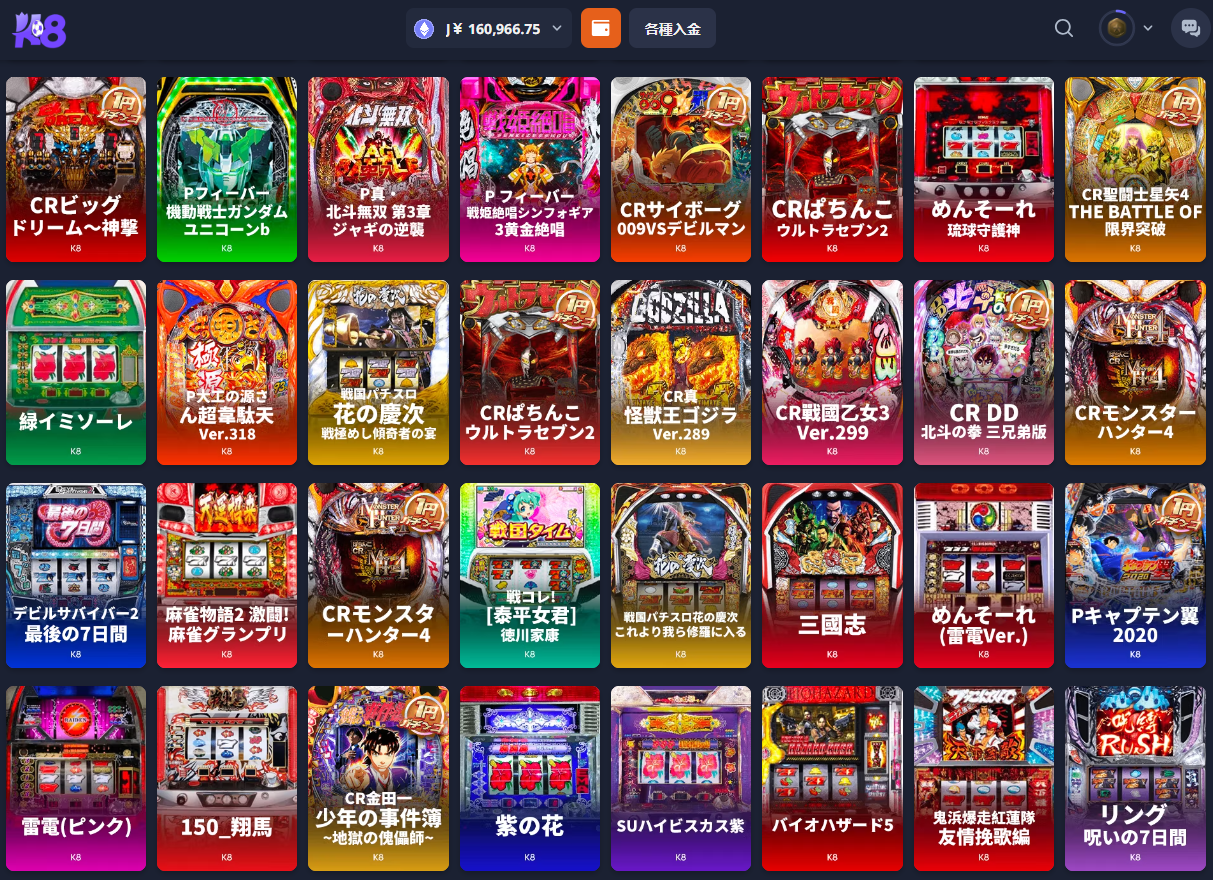 K8
J¥ 160,966.75
各種入金
CRビッグ
ドリーム～神撃
K8
Pフィーバー
機動戦士ガンダム
ユニコーンb
K8
P真・
北斗無双 第3章
ジャギの逆襲
K8
P フィーバー
戦姫絶唱シンフォギア
3黄金絶唱
K8
CRサイボーグ
009VSデビルマン
K8
CRぱちんこ
ウルトラセブン2
K8
めんそーれ
琉球守護神
K8
CR聖闘士星矢4
THE BATTLE OF
限界突破
K8
緑イミソーレ
K8
P大工の源さ
ん超韋駄天
Ver.318
K8
戦国パチスロ
花の慶次
戦極めし傾奇者の宴
K8
CRぱちんこ
ウルトラセブン2
K8
GODZILLA
CR真
怪獣王ゴジラ
Ver.289
K8
CR戦國乙女3
Ver.299
K8
CR DD
北斗の拳 三兄弟版
K8
CRモンスター
ハンター4
K8
デビルサバイバー2
最後の7日間
K8
麻雀物語2 激闘!
麻雀グランプリ
K8
CRモンスタ
ーハンター4
K8
戦国タイム
戦コレ!
[泰平女君]
徳川家康
K8
戦国パチスロ花の慶次
これより我ら修羅に入る
K8
三國志
K8
めんそーれ
(雷電Ver.)
K8
Pキャプテン翼
2020
K8
雷電(ピンク)
K8
150_翔馬
K8
CR金田一
少年の事件簿
~地獄の傀儡師~
K8
紫の花
K8
SUハイビスカス紫
K8
バイオハザード5
K8
鬼浜爆走紅蓮隊
友情挽歌編
K8
呪縛
RUSH
リング
呪いの7日間
K8